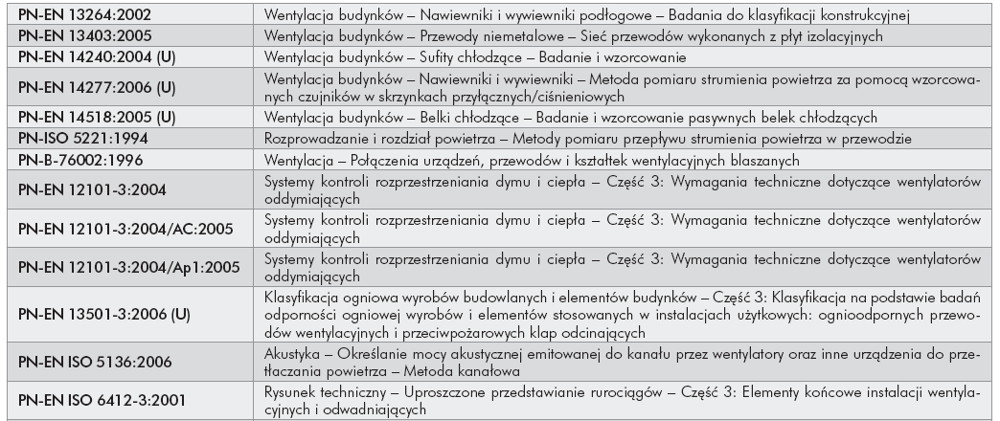 PN-EN 13264:2002 Wentylacja budynków – Nawiewniki i wywiewniki podłogowe – Badania do klasyfikacji konstrukcyjnej
PN-EN 13403:2005 Wentylacja budynków – Przewody niemetalowe – Sieć przewodów wykonanych z płyt izolacyjnych
PN-EN 14240:2004 (U) Wentylacja budynków – Sufity chłodzące – Badanie i wzorcowanie
PN-EN 14277:2006 (U) Wentylacja budynków – Nawiewniki i wywiewniki – Metoda pomiaru strumienia powietrza za pomocą wzorcowa-
nych czujników w skrzynkach przyłącznych/ciśnieniowych
PN-EN 14518:2005 (U) Wentylacja budynków – Belki chłodzące – Badanie i wzorcowanie pasywnych belek chłodzących
PN-ISO 5221:1994 Rozprowadzanie i rozdział powietrza – Metody pomiaru przepływu strumienia powietrza w przewodzie
PN-B-76002:1996 Wentylacja – Połączenia urządzeń, przewodów i kształtek wentylacyjnych blaszanych
PN-EN 12101-3:2004 Systemy kontroli rozprzestrzeniania dymu i ciepła – Część 3: Wymagania techniczne dotyczące wentylatorów
oddymiających
PN-EN 12101-3:2004/AC:2005 Systemy kontroli rozprzestrzeniania dymu i ciepła – Część 3: Wymagania techniczne dotyczące wentylatorów
oddymiających
PN-EN 12101-3:2004/Ap1:2005 Systemy kontroli rozprzestrzeniania dymu i ciepła – Część 3: Wymagania techniczne dotyczące wentylatorów
oddymiających
PN-EN 13501-3:2006 (U) Klasyfikacja ogniowa wyrobów budowlanych i elementów budynków – Część 3: Klasyfikacja na podstawie badań
odporności ogniowej wyrobów i elementów stosowanych w instalacjach użytkowych: ognioodpornych przewo-
dów wentylacyjnych i przeciwpożarowych klap odcinających
PN-EN ISO 5136:2006 Akustyka – Określanie mocy akustycznej emitowanej do kanału przez wentylatory oraz inne urządzenia do prze-
tłaczania powietrza – Metoda kanałowa
PN-EN ISO 6412-3:2001 Rysunek techniczny – Uproszczone przedstawianie rurociągów – Część 3: Elementy końcowe instalacji wentyla-
cyjnych i odwadniających